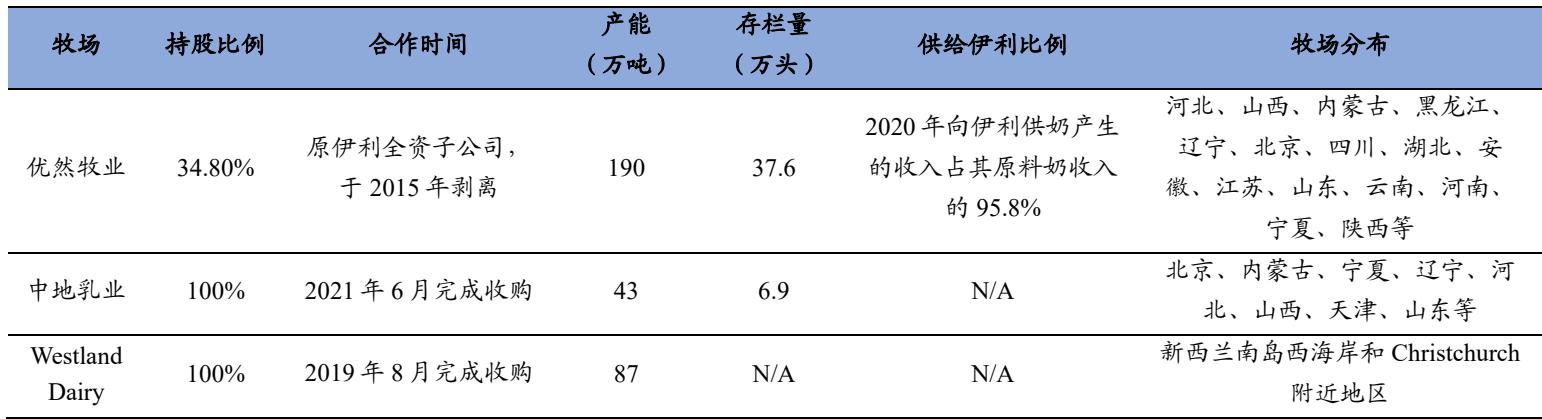 牧场 持股比例 合作时间 产能（万吨） 存栏量（万头） 供给伊利比例 牧场分布
优然牧业 34.80% 原伊利全资子公司，于 2015 年剥离 190 37.6 2020 年向伊利供奶产生的收入占其原料奶收入的 95.8% 河北、山西、内蒙古、黑龙江、辽宁、北京、四川、湖北、安徽、江苏、山东、云南、河南、宁夏、陕西等
中地乳业 100% 2021 年 6 月完成收购 43 6.9 N/A 北京、内蒙古、宁夏、辽宁、河北、山西、天津、山东等
Westland Dairy 100% 2019 年 8 月完成收购 87 N/A N/A 新西兰南岛西海岸和 Christchurch 附近地区